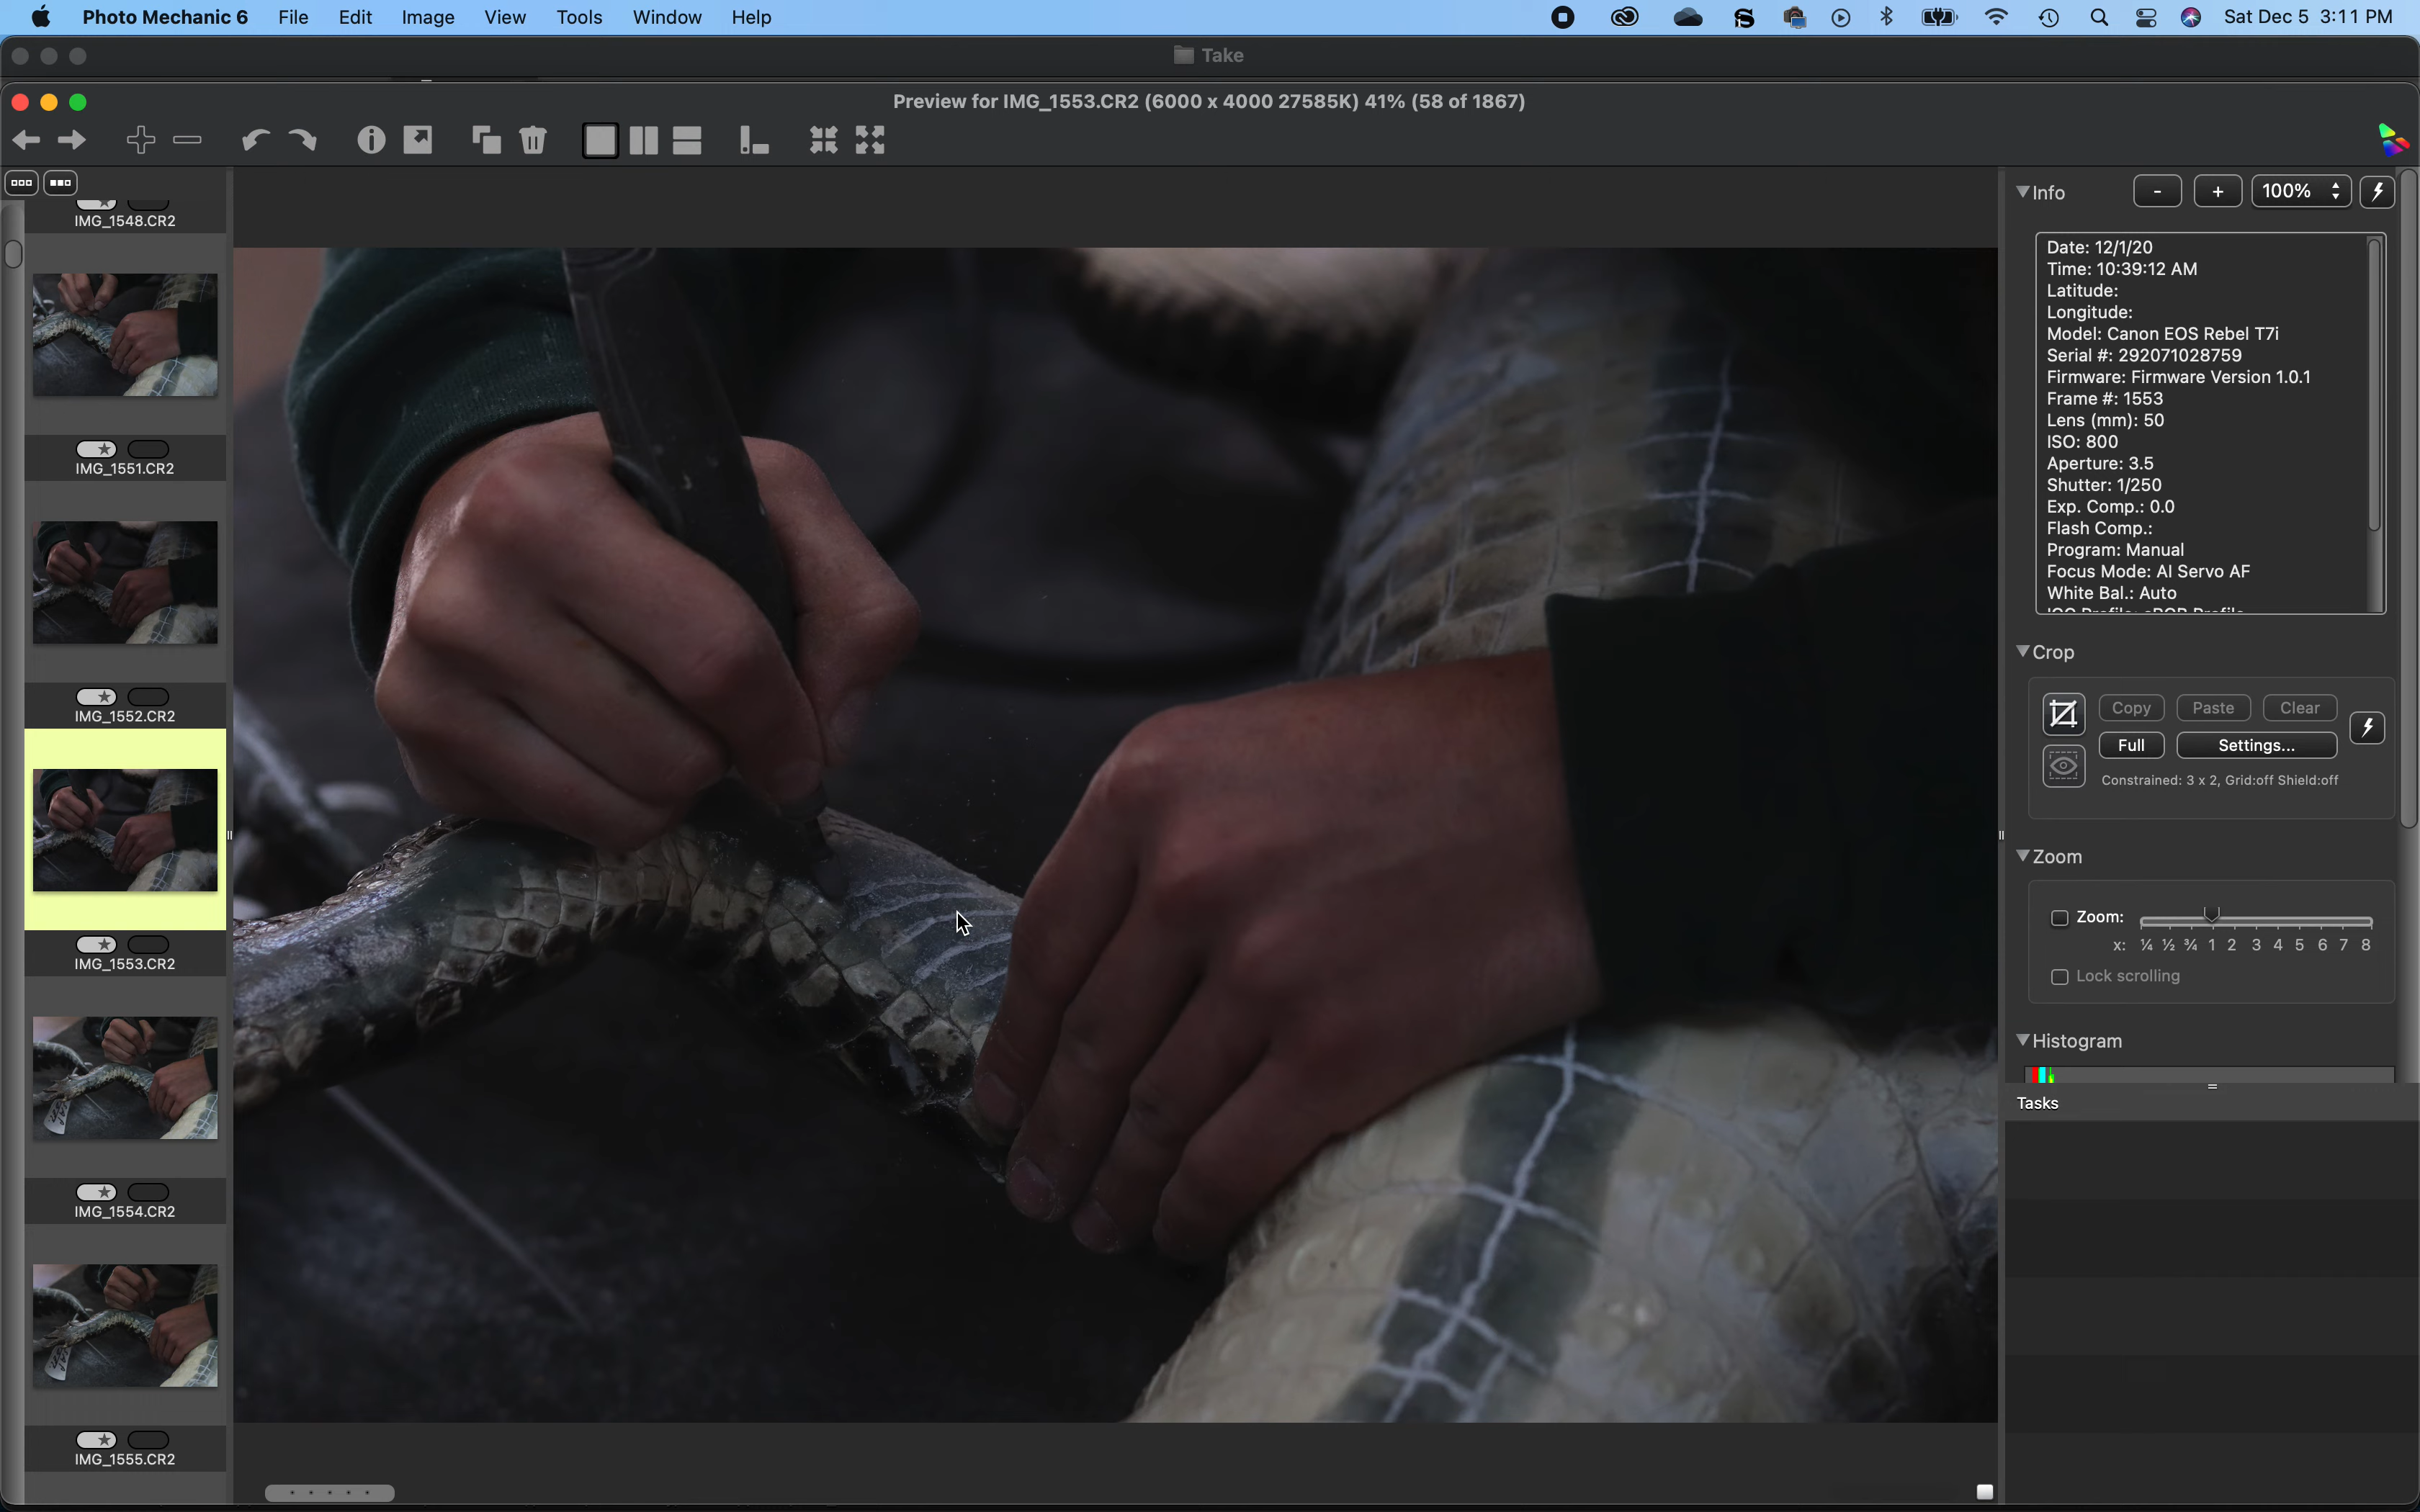 Photo Mechanic 6 File Edit Image View Tools Window Help Sat Dec 5 3:11 PM
Take
Preview for IMG_1553.CR2 (6000 x 4000 27585K) 41% (58 of 1867)
IMG_1548.CR2
IMG_1551.CR2
IMG_1552.CR2
IMG_1553.CR2
IMG_1554.CR2
IMG_1555.CR2
Info - + 100%
Date: 12/1/20
Time: 10:39:12 AM
Latitude:
Longitude:
Model: Canon EOS Rebel T7i
Serial #: 292071028759
Firmware: Firmware Version 1.0.1
Frame #: 1553
Lens (mm): 50
ISO: 800
Aperture: 3.5
Shutter: 1/250
Exp. Comp.: 0.0
Flash Comp.:
Program: Manual
Focus Mode: AI Servo AF
White Bal.: Auto
Crop
Copy Paste Clear
Full Settings...
Constrained: 3 x 2, Grid:off Shield:off
Zoom
Zoom:
x: ¼ ½ ¾ 1 2 3 4 5 6 7 8
Lock scrolling
Histogram
Tasks